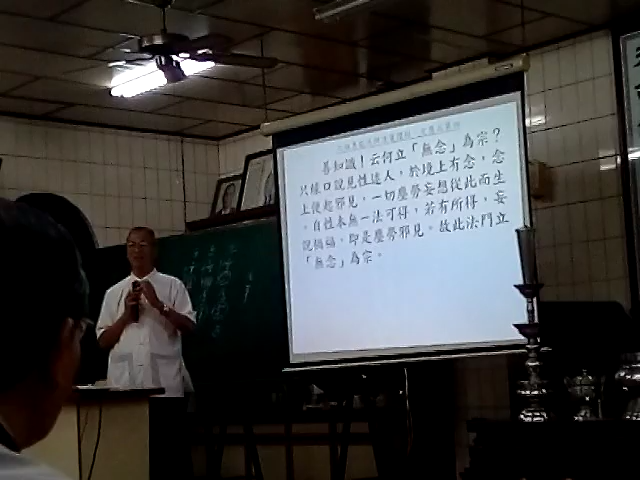 善知識！云何立「無念」為宗？
只緣口說見性迷人，於境上有念，念
上便起邪見，一切塵勞妄想從此而生
。自性本無一法可得，若有所得，妄
說禍福，即是塵勞邪見。故此法門立
「無念」為宗。